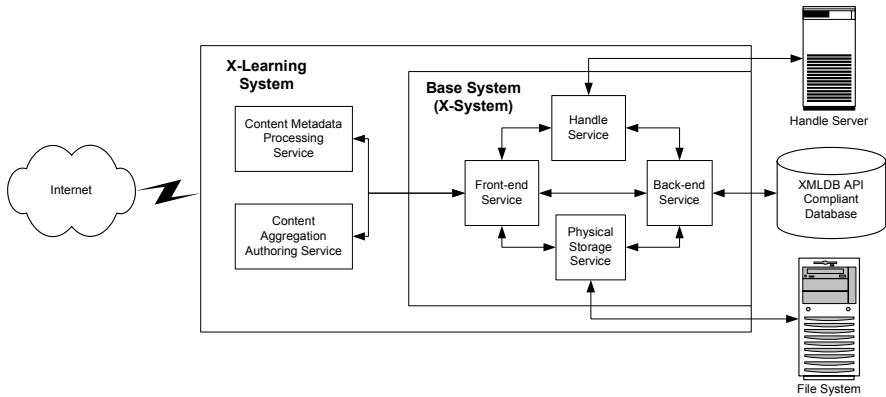 X-Learning
System
Base System
(X-System)
Content Metadata
Processing
Service
Handle
Service
Handle Server
Internet
Front-end
Service
Back-end
Service
XMLDB API
Compliant
Database
Content
Aggregation
Authoring Service
Physical
Storage
Service
File System